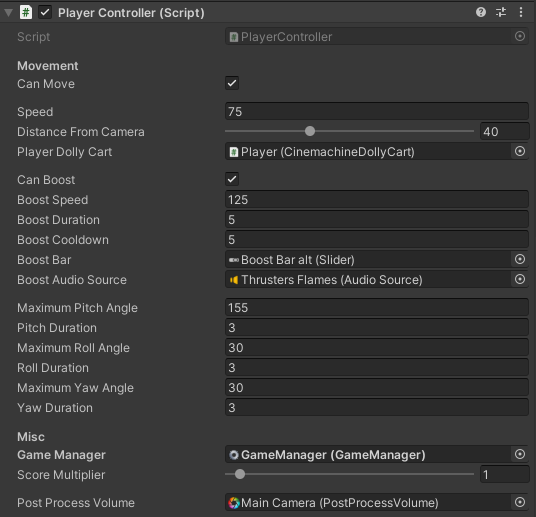 Player Controller (Script)
Script PlayerController
Movement
Can Move
Speed 75
Distance From Camera 40
Player Dolly Cart Player (CinemachineDollyCart)
Can Boost
Boost Speed 125
Boost Duration 5
Boost Cooldown 5
Boost Bar Boost Bar alt (Slider)
Boost Audio Source Thrusters Flames (Audio Source)
Maximum Pitch Angle 155
Pitch Duration 3
Maximum Roll Angle 30
Roll Duration 3
Maximum Yaw Angle 30
Yaw Duration 3
Misc
Game Manager GameManager (GameManager)
Score Multiplier 1
Post Process Volume Main Camera (PostProcessVolume)